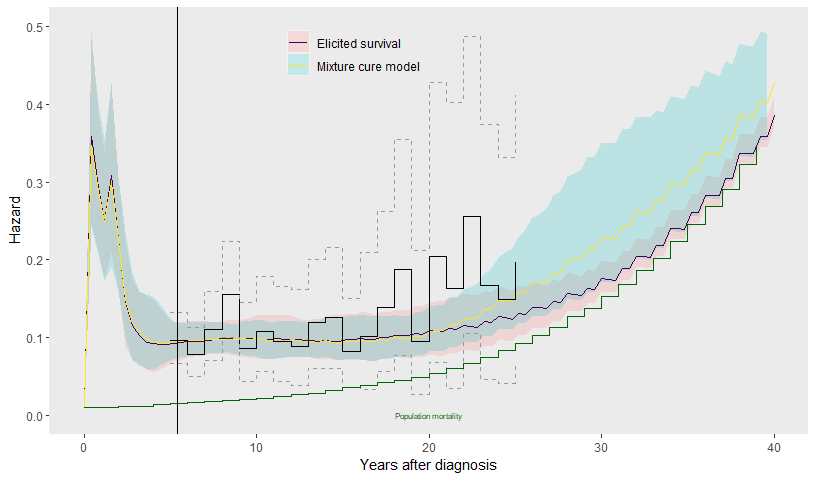 0.5
0.4
0.3
0.2
0.1
0.0
Hazard
Elicited survival
Mixture cure model
Population mortality
0
10
20
30
40
Years after diagnosis